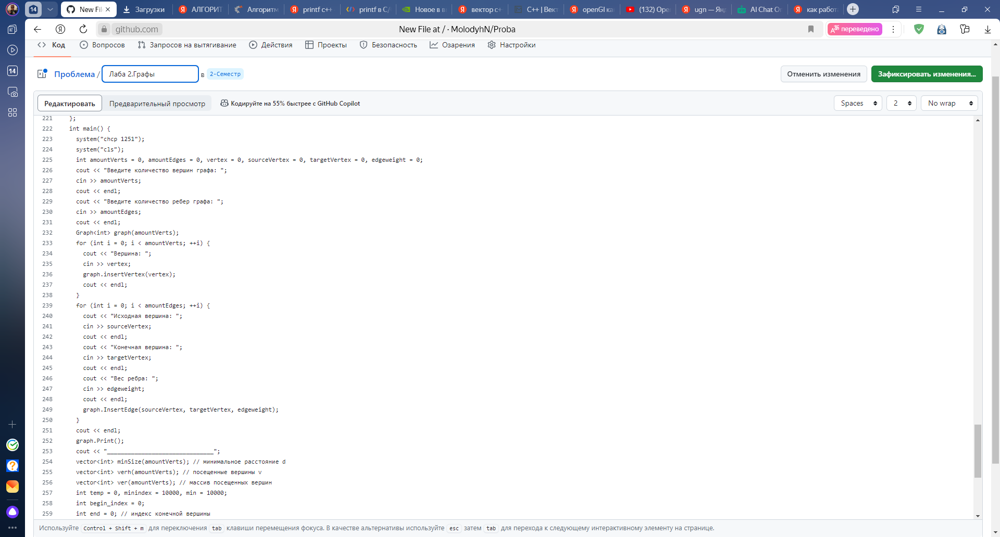 14
New Fil
Загрузки
АЛГОРИТ
Алгоритм
printf c++
printf в C/
Новое в в
вектор c+
C++ | Вект
openGl ка
(132) Ope
ugn — Ян
AI Chat O
как работ
github.com
New File at / · MolodyhN/Proba
переведено
Код
Вопросов
Запросов на вытягивание
Действия
Проекты
Безопасность
Озарения
Настройки
14
Проблема / Лаба 2.Графы в 2-Семестр
Отменить изменения
Зафиксировать изменения...
Редактировать
Предварительный просмотр
Кодируйте на 55% быстрее с GitHub Copilot
Spaces
2
No wrap
221 };
222 int main() {
223 system("chcp 1251");
224 system("cls");
225 int amountVerts = 0, amountEdges = 0, vertex = 0, sourceVertex = 0, targetVertex = 0, edgeweight = 0;
226 cout << "Введите количество вершин графа: ";
227 cin >> amountVerts;
228 cout << endl;
229 cout << "Введите количество ребер графа: ";
230 cin >> amountEdges;
231 cout << endl;
232 Graph<int> graph(amountVerts);
233 for (int i = 0; i < amountVerts; ++i) {
234 cout << "Вершина: ";
235 cin >> vertex;
236 graph.insertVertex(vertex);
237 cout << endl;
238 }
239 for (int i = 0; i < amountEdges; ++i) {
240 cout << "Исходная вершина: ";
241 cin >> sourceVertex;
242 cout << endl;
243 cout << "Конечная вершина: ";
244 cin >> targetVertex;
245 cout << endl;
246 cout << "Вес ребра: ";
247 cin >> edgeweight;
248 cout << endl;
249 graph.InsertEdge(sourceVertex, targetVertex, edgeweight);
250 }
251 cout << endl;
252 graph.Print();
253 cout << "_______________________________";
254 vector<int> minSize(amountVerts); // минимальное расстояние d
255 vector<int> verh(amountVerts); // посещенные вершины v
256 vector<int> ver(amountVerts); // массив посещенных вершин
257 int temp = 0, minindex = 10000, min = 10000;
258 int begin_index = 0;
259 int end = 0; // индекс конечной вершины
Используйте Control + Shift + m для переключения tab клавиши перемещения фокуса. В качестве альтернативы используйте esc затем tab для перехода к следующему интерактивному элементу на странице.